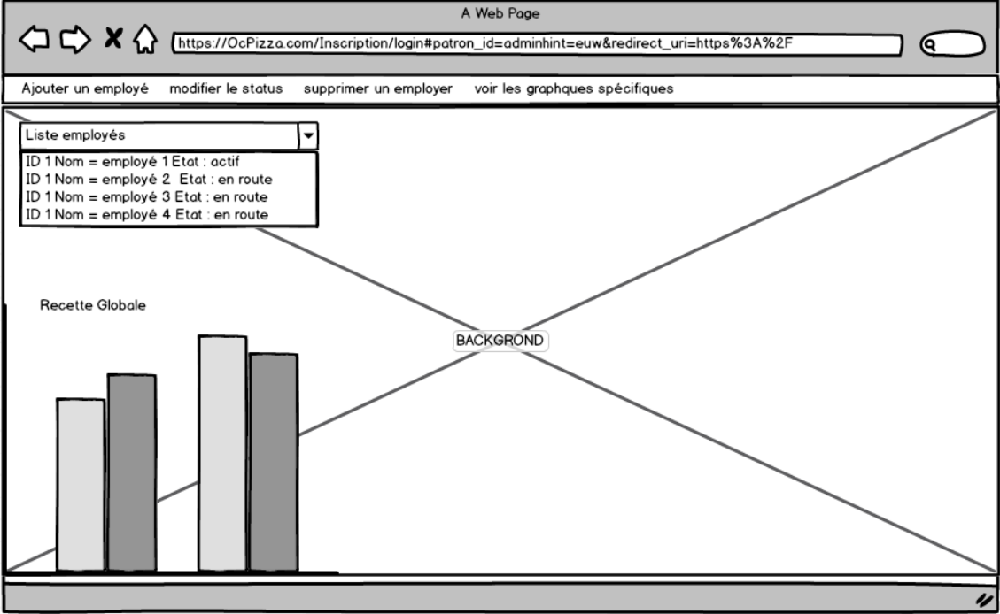 A Web Page
https://OcPizza.com/Inscription/login#patron_id=adminhint=euw&redirect_uri=https%3A%2F
Ajouter un employé modifier le status supprimer un employer voir les graphques spécifiques
Liste employés
ID 1 Nom = employé 1 Etat : actif
ID 1 Nom = employé 2 Etat : en route
ID 1 Nom = employé 3 Etat : en route
ID 1 Nom = employé 4 Etat : en route
Recette Globale
BACKGROND